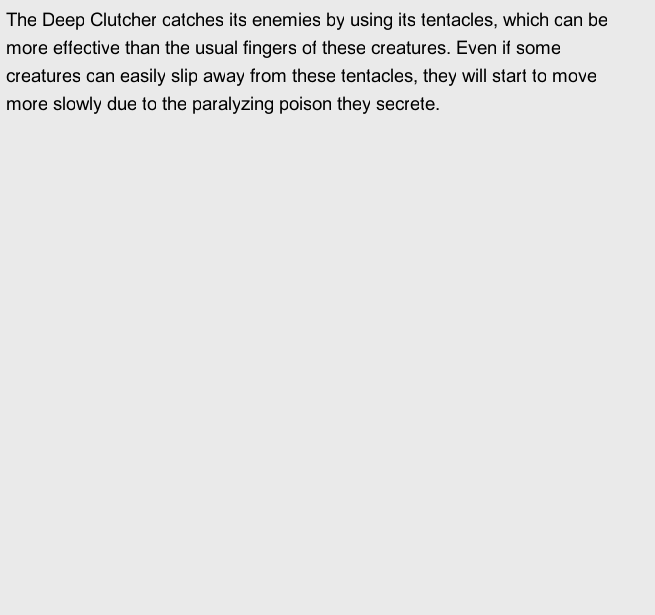 The Deep Clutcher catches its enemies by using its tentacles, which can be
more effective than the usual fingers of these creatures. Even if some
creatures can easily slip away from these tentacles, they will start to move
more slowly due to the paralyzing poison they secrete.